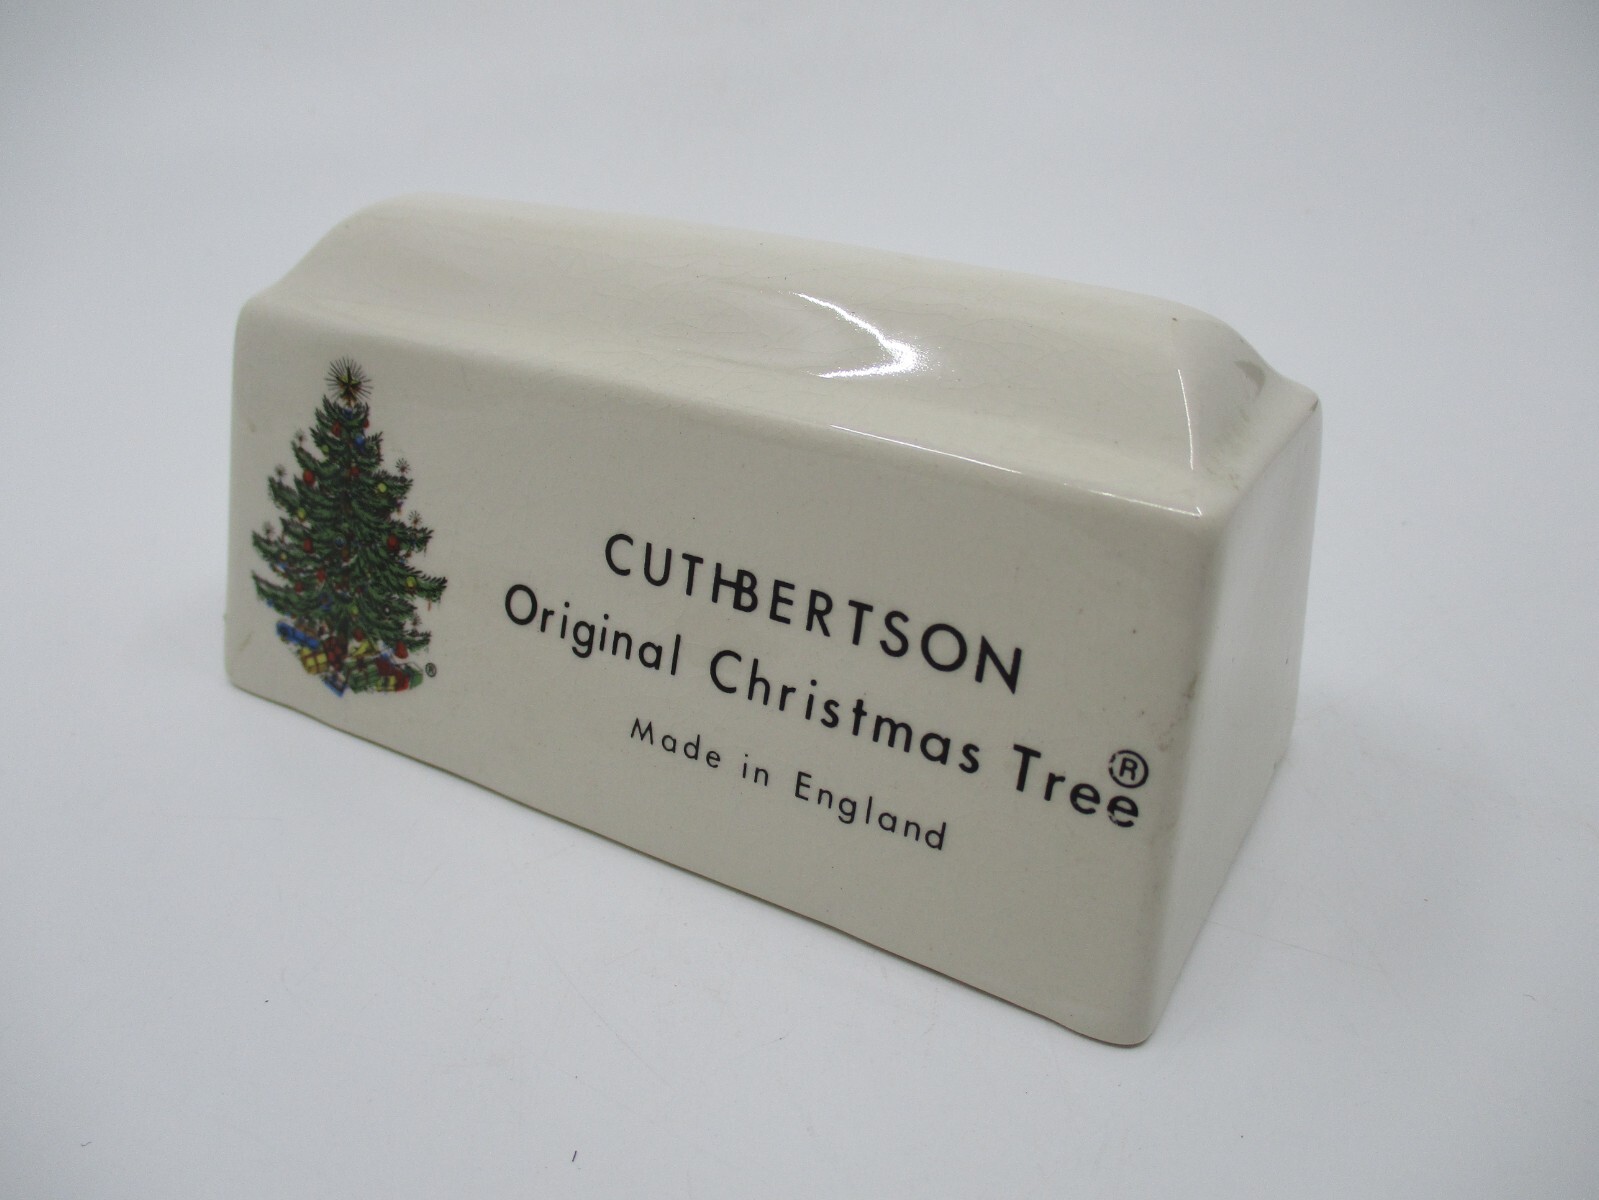 CUTHBERTSON
Original Christmas Tree®
Made in England
®